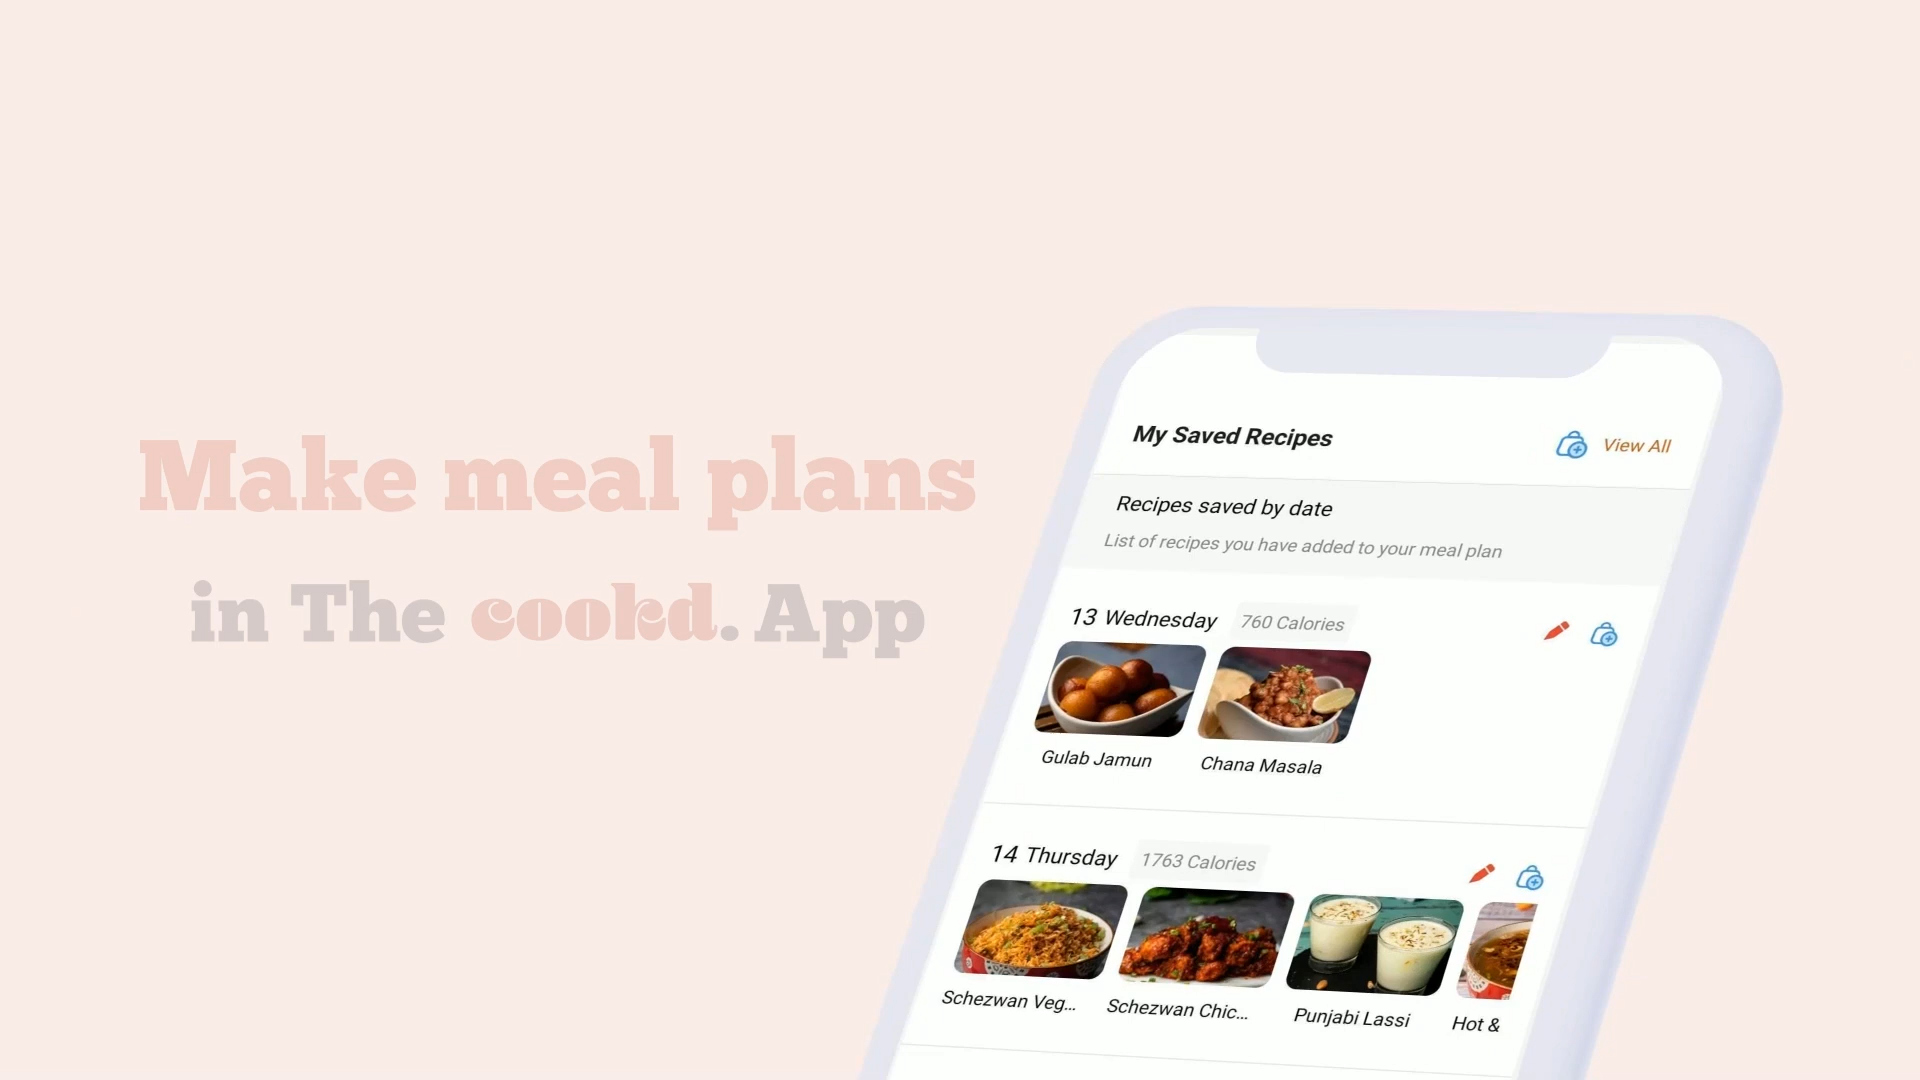 Make meal plans
in The cookd. App
My Saved Recipes
View All
Recipes saved by date
List of recipes you have added to your meal plan
13 Wednesday
760 Calories
Gulab Jamun
Chana Masala
14 Thursday
1763 Calories
Schezwan Veg...
Schezwan Chic...
Punjabi Lassi
Hot &